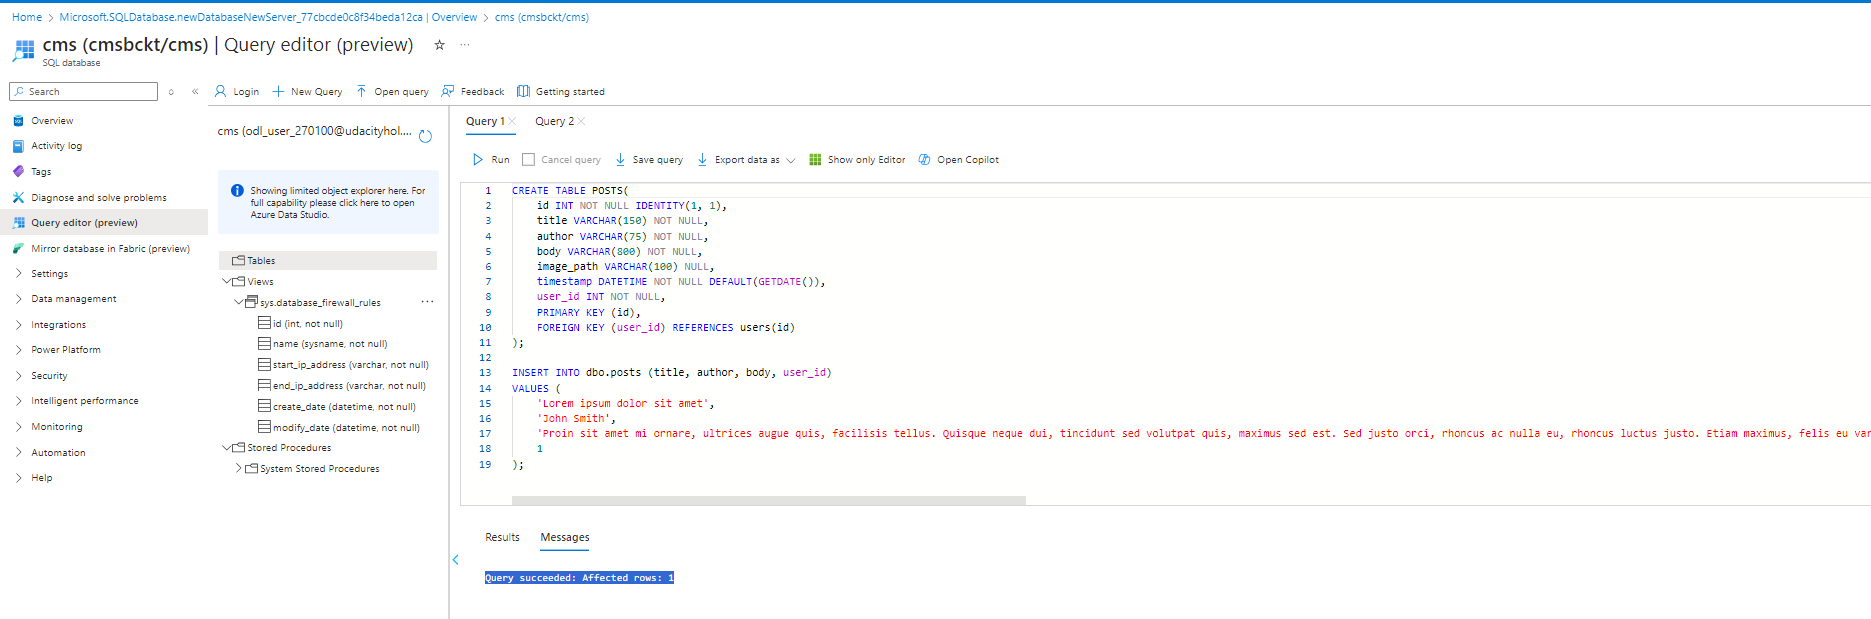 Home > Microsoft.SQLDatabase.newDatabaseNewServer_77cbcde0c8f34beda12ca | Overview > cms (cmsbckt/cms)
cms (cmsbckt/cms) | Query editor (preview)
SQL database
Search
Login
New Query
Open query
Feedback
Getting started
Overview
Activity log
Tags
Diagnose and solve problems
Query editor (preview)
Mirror database in Fabric (preview)
Settings
Data management
Integrations
Power Platform
Security
Intelligent performance
Monitoring
Automation
Help
cms (odl_user_270100@udacityhol....
Showing limited object explorer here. For
full capability please click here to open
Azure Data Studio.
Tables
Views
sys.database_firewall_rules
id (int, not null)
name (sysname, not null)
start_ip_address (varchar, not null)
end_ip_address (varchar, not null)
create_date (datetime, not null)
modify_date (datetime, not null)
Stored Procedures
System Stored Procedures
Query 1
Query 2
Run
Cancel query
Save query
Export data as
Show only Editor
Open Copilot
1 CREATE TABLE POSTS(
2 id INT NOT NULL IDENTITY(1, 1),
3 title VARCHAR(150) NOT NULL,
4 author VARCHAR(75) NOT NULL,
5 body VARCHAR(800) NOT NULL,
6 image_path VARCHAR(100) NULL,
7 timestamp DATETIME NOT NULL DEFAULT(GETDATE()),
8 user_id INT NOT NULL,
9 PRIMARY KEY (id),
10 FOREIGN KEY (user_id) REFERENCES users(id)
11 );
12
13 INSERT INTO dbo.posts (title, author, body, user_id)
14 VALUES (
15 'Lorem ipsum dolor sit amet',
16 'John Smith',
17 'Proin sit amet mi ornare, ultrices augue quis, facilisis tellus. Quisque neque dui, tincidunt sed volutpat quis, maximus sed est. Sed justo orci, rhoncus ac nulla eu, rhoncus luctus justo. Etiam maximus, felis eu var
18 1
19 );
Results
Messages
Query succeeded: Affected rows: 1